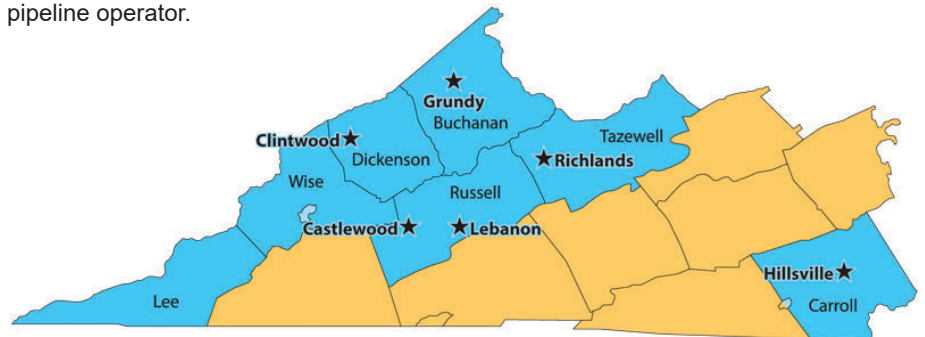 pipeline operator.
Grundy
Buchanan
Clintwood
Dickenson
Tazewell
Richlands
Wise
Russell
Castlewood
Lebanon
Hillsville
Lee
Carroll